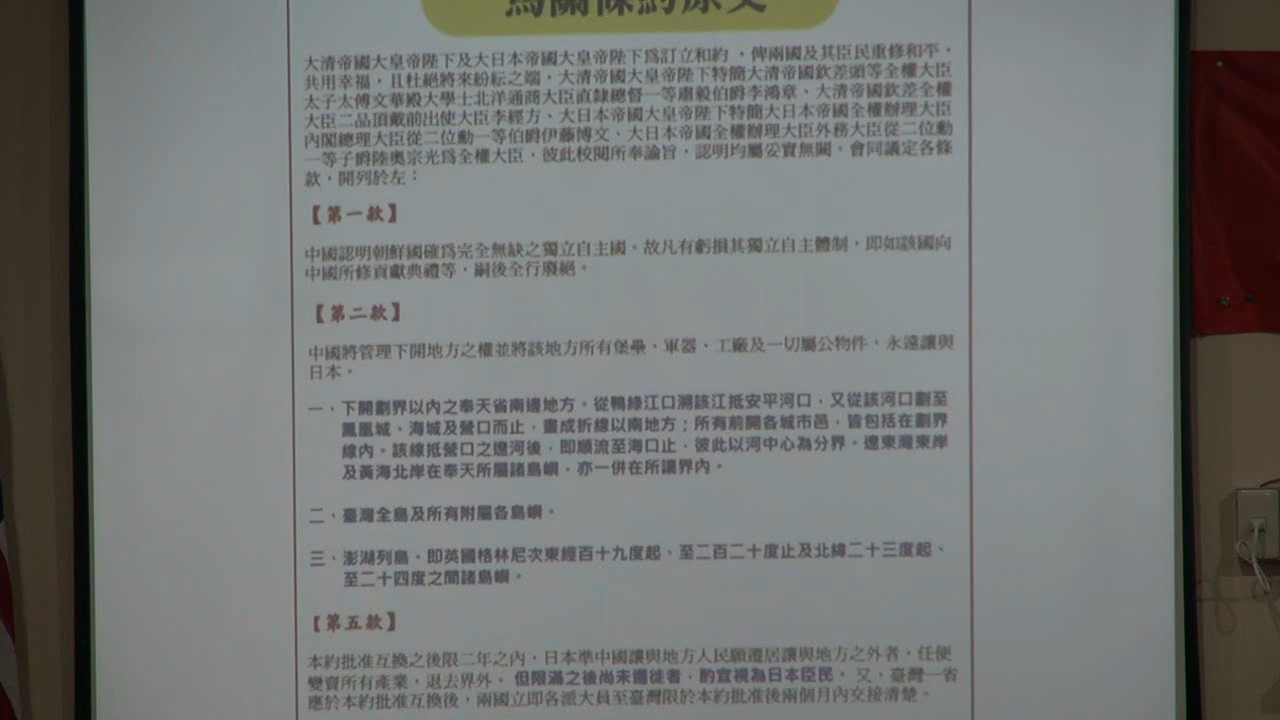 馬關條約原文
大清帝國大皇帝陛下及大日本帝國大皇帝陛下爲訂立和約，俾兩國及其臣民重修和平，
共用幸福，且杜絕將來紛紜之端，大清帝國大皇帝陛下特簡大清帝國欽差頭等全權大臣
太子太傅文華殿大學士北洋通商大臣直隸總督一等肅毅伯爵李鴻章、大清帝國欽差全權
大臣二品頂戴前出使大臣李經方、大日本帝國大皇帝陛下特簡大日本帝國全權辦理大臣
內閣總理大臣從二位勳一等伯爵伊藤博文、大日本帝國全權辦理大臣外務大臣從二位勳
一等子爵陸奧宗光爲全權大臣，彼此校閱所奉諭旨，認明均屬妥實無闕。會同議定各條
款，開列於左：
【第一款】
中國認明朝鮮國確爲完全無缺之獨立自主國。故凡有虧損其獨立自主體制，即如該國向
中國所修貢獻典禮等，嗣後全行廢絕。
【第二款】
中國將管理下開地方之權並將該地方所有堡壘、軍器、工廠及一切屬公物件，永遠讓與
日本。
一、下開劃界以內之奉天省南邊地方。從鴨綠江口溯該江抵安平河口，又從該河口劃至
鳳凰城、海城及營口而止，畫成折線以南地方；所有前開各城市邑，皆包括在劃界
線內。該線抵營口之遼河後，即順流至海口止，彼此以河中心為分界。遼東灣東岸
及黃海北岸在奉天所屬諸島嶼，亦一併在所讓界內。
二、臺灣全島及所有附屬各島嶼。
三、澎湖列島。即英國格林尼次東經百十九度起、至二百二十度止及北緯二十三度起、
至二十四度之間諸島嶼。
【第五款】
本約批准互換之後限二年之內，日本準中國讓與地方人民願遷居讓與地方之外者，任便
變賣所有產業，退去界外。但限滿之後尚未遷徙者，酌宜視為日本臣民。又，臺灣一省
應於本約批准互換後，兩國立即各派大員至臺灣限於本約批准後兩個月內交接清楚。